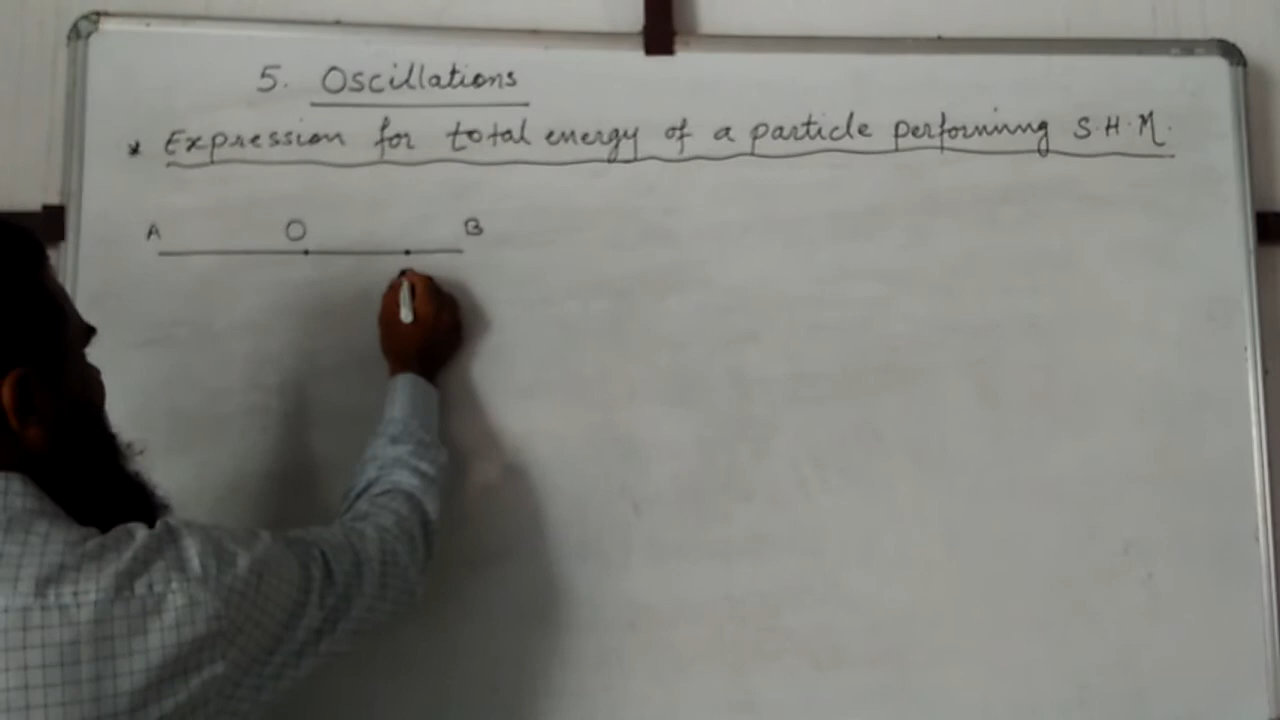 5. Oscillations
* Expression for total energy of a particle performing S.H.M.
A O B